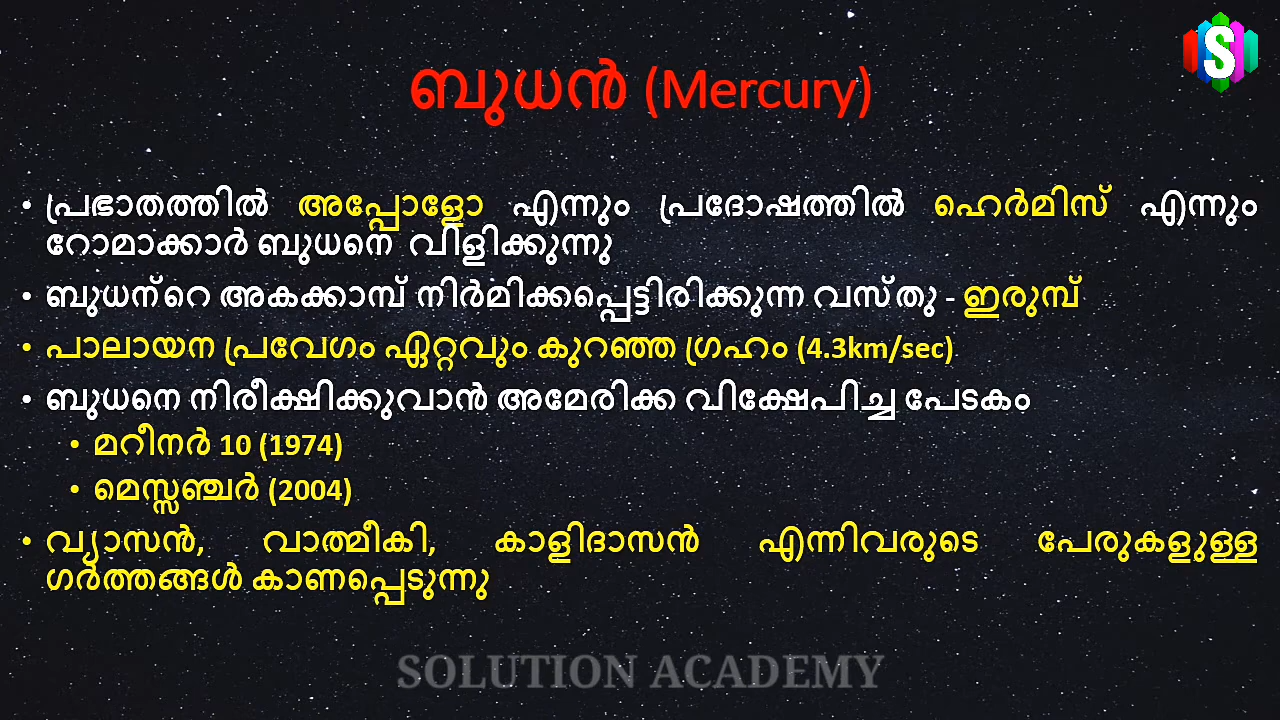 S
ബുധൻ (Mercury)
• പ്രഭാതത്തിൽ അപ്പോളോ എന്നും പ്രദോഷത്തിൽ ഹെർമിസ് എന്നും
റോമാക്കാർ ബുധനെ വിളിക്കുന്നു
• ബുധന്റെ അകക്കാമ്പ് നിർമിക്കപ്പെട്ടിരിക്കുന്ന വസ്തു - ഇരുമ്പ്
• പാലായന പ്രവേഗം ഏറ്റവും കുറഞ്ഞ ഗ്രഹം (4.3km/sec)
• ബുധനെ നിരീക്ഷിക്കുവാൻ അമേരിക്ക വിക്ഷേപിച്ച പേടകം
• മറീനർ 10 (1974)
• മെസ്സഞ്ചർ (2004)
• വ്യാസൻ, വാത്മീകി, കാളിദാസൻ എന്നിവരുടെ പേരുകളുള്ള
ഗർത്തങ്ങൾ കാണപ്പെടുന്നു
SOLUTION ACADEMY